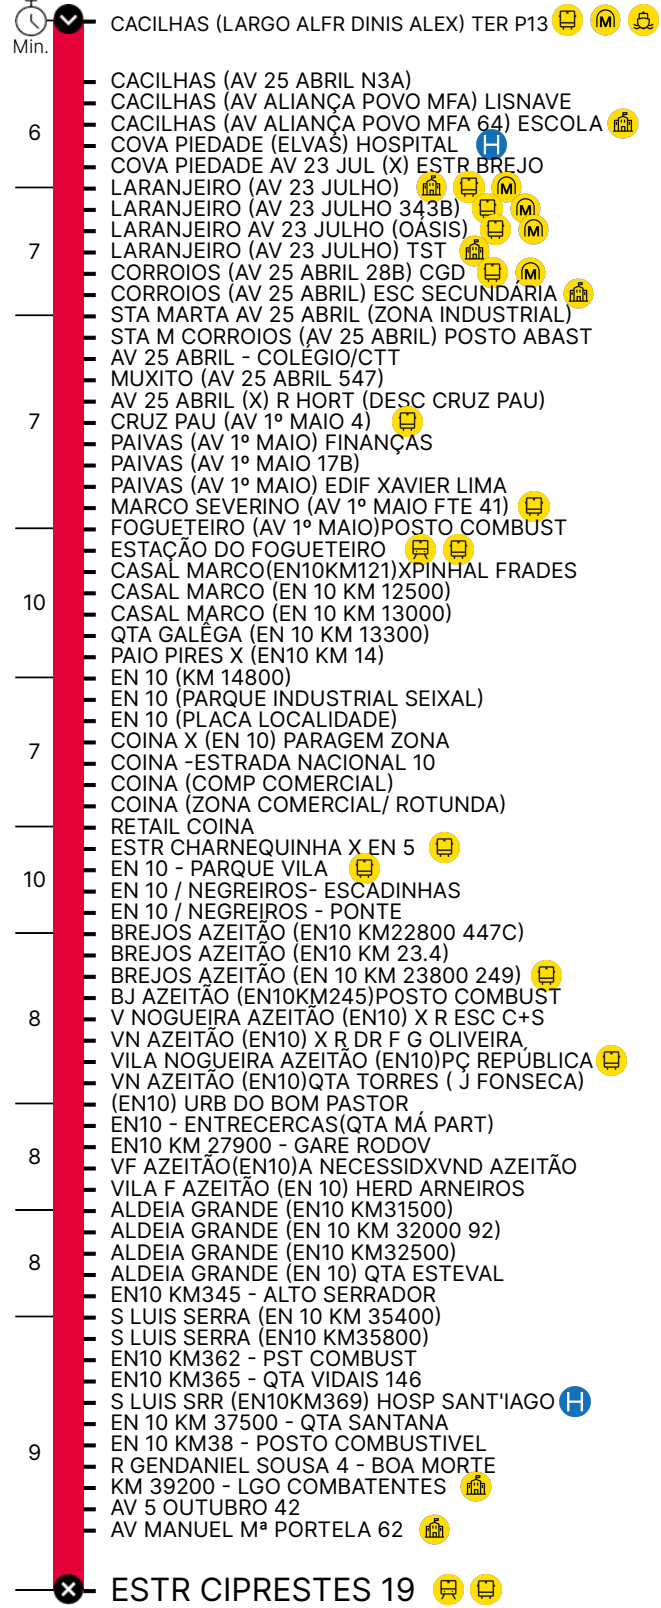 CACILHAS (LARGO ALFR DINIS ALEX) TER P13
Min.
CACILHAS (AV 25 ABRIL N3A)
CACILHAS (AV ALIANÇA POVO MFA) LISNAVE
CACILHAS (AV ALIANÇA POVO MFA 64) ESCOLA
6
COVA PIEDADE (ELVAS) HOSPITAL H
COVA PIEDADE AV 23 JUL (X) ESTR BREJO
LARANJEIRO (AV 23 JULHO)
LARANJEIRO (AV 23 JULHO 343B)
LARANJEIRO AV 23 JULHO (OÁSIS)
7
LARANJEIRO (AV 23 JULHO) TST
CORROIOS (AV 25 ABRIL 28B) CGD
CORROIOS (AV 25 ABRIL) ESC SECUNDÁRIA
STA MARTA AV 25 ABRIL (ZONA INDUSTRIAL)
STA M CORROIOS (AV 25 ABRIL) POSTO ABAST
AV 25 ABRIL - COLÉGIO/CTT
MUXITO (AV 25 ABRIL 547)
AV 25 ABRIL (X) R HORT (DESC CRUZ PAU)
7
CRUZ PAU (AV 1º MAIO 4)
PAIVAS (AV 1º MAIO) FINANÇAS
PAIVAS (AV 1º MAIO 17B)
PAIVAS (AV 1º MAIO) EDIF XAVIER LIMA
MARCO SEVERINO (AV 1º MAIO FTE 41)
FOGUETEIRO (AV 1º MAIO)POSTO COMBUST
ESTAÇÃO DO FOGUETEIRO
CASAL MARCO(EN10KM121)XPINHAL FRADES
CASAL MARCO (EN 10 KM 12500)
10
CASAL MARCO (EN 10 KM 13000)
QTA GALÊGA (EN 10 KM 13300)
PAIO PIRES X (EN10 KM 14)
EN 10 (KM 14800)
EN 10 (PARQUE INDUSTRIAL SEIXAL)
EN 10 (PLACA LOCALIDADE)
7
COINA X (EN 10) PARAGEM ZONA
COINA -ESTRADA NACIONAL 10
COINA (COMP COMERCIAL)
COINA (ZONA COMERCIAL/ ROTUNDA)
RETAIL COINA
ESTR CHARNEQUINHA X EN 5
EN 10 - PARQUE VILA
10
EN 10 / NEGREIROS- ESCADINHAS
EN 10 / NEGREIROS - PONTE
BREJOS AZEITÃO (EN10 KM22800 447C)
BREJOS AZEITÃO (EN10 KM 23.4)
BREJOS AZEITÃO (EN 10 KM 23800 249)
BJ AZEITÃO (EN10KM245)POSTO COMBUST
8
V NOGUEIRA AZEITÃO (EN10) X R ESC C+S
VN AZEITÃO (EN10) X R DR F G OLIVEIRA
VILA NOGUEIRA AZEITÃO (EN10)PÇ REPÚBLICA
VN AZEITÃO (EN10)QTA TORRES ( J FONSECA)
(EN10) URB DO BOM PASTOR
EN10 - ENTRECERCAS(QTA MÁ PART)
EN10 KM 27900 - GARE RODOV
8
VF AZEITÃO(EN10)A NECESSIDXVND AZEITÃO
VILA F AZEITÃO (EN 10) HERD ARNEIROS
ALDEIA GRANDE (EN10 KM31500)
ALDEIA GRANDE (EN 10 KM 32000 92)
ALDEIA GRANDE (EN10 KM32500)
8
ALDEIA GRANDE (EN 10) QTA ESTEVAL
EN10 KM345 - ALTO SERRADOR
S LUIS SERRA (EN 10 KM 35400)
S LUIS SERRA (EN10 KM35800)
EN10 KM362 - PST COMBUST
EN10 KM365 - QTA VIDAIS 146
S LUIS SRR (EN10KM369) HOSP SANT'IAGO H
EN 10 KM 37500 - QTA SANTANA
EN 10 KM38 - POSTO COMBUSTIVEL
9
R GENDANIEL SOUSA 4 - BOA MORTE
KM 39200 - LGO COMBATENTES
AV 5 OUTUBRO 42
AV MANUEL Mª PORTELA 62
ESTR CIPRESTES 19